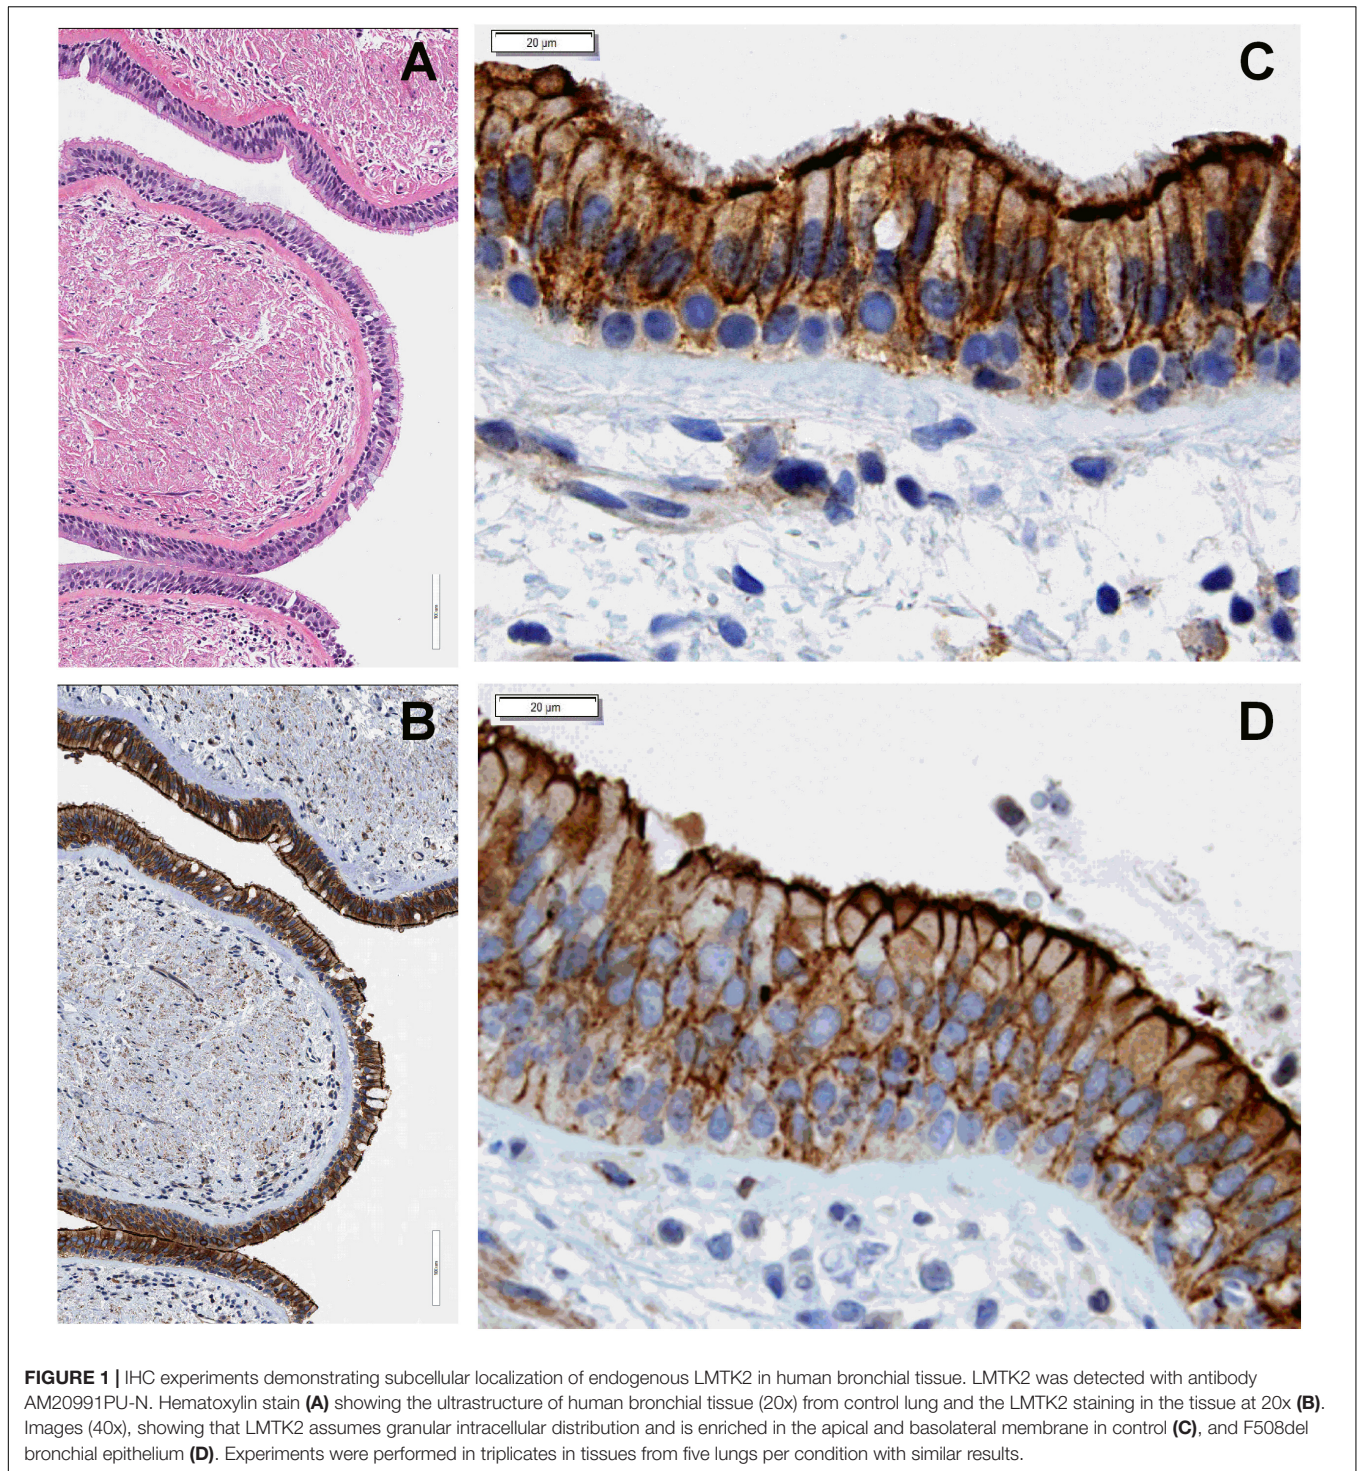 A
20 µm
C
B
20 µm
D
FIGURE 1 | IHC experiments demonstrating subcellular localization of endogenous LMTK2 in human bronchial tissue. LMTK2 was detected with antibody
AM20991PU-N. Hematoxylin stain (A) showing the ultrastructure of human bronchial tissue (20x) from control lung and the LMTK2 staining in the tissue at 20x (B).
Images (40x), showing that LMTK2 assumes granular intracellular distribution and is enriched in the apical and basolateral membrane in control (C), and F508del
bronchial epithelium (D). Experiments were performed in triplicates in tissues from five lungs per condition with similar results.